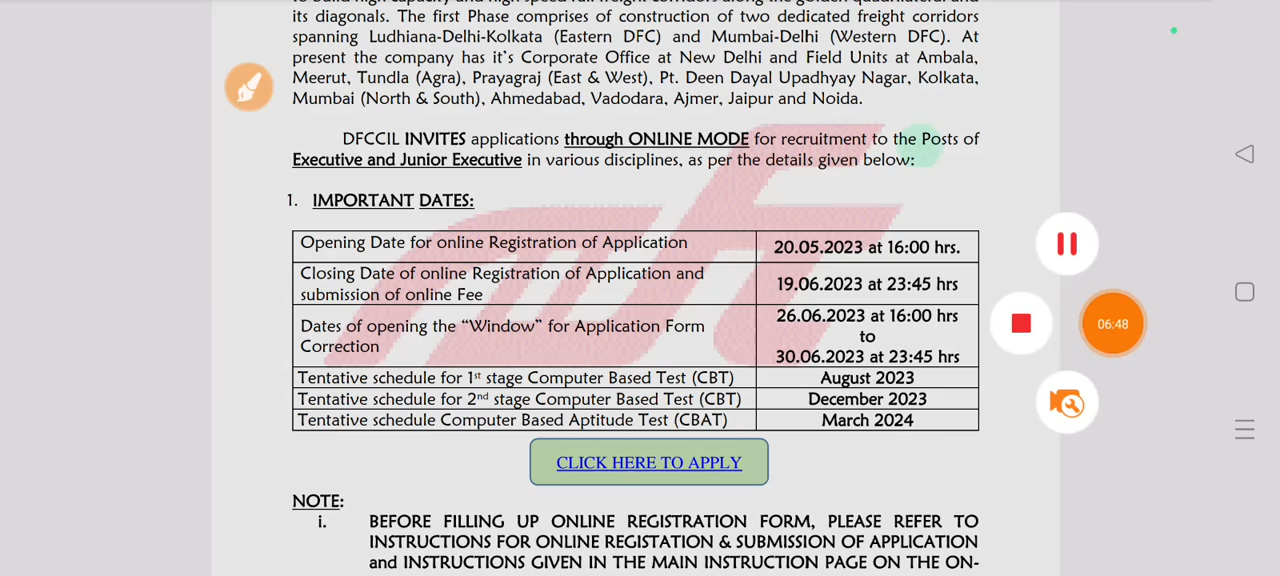 its diagonals. The first Phase comprises of construction of two dedicated freight corridors
spanning Ludhiana-Delhi-Kolkata (Eastern DFC) and Mumbai-Delhi (Western DFC). At
present the company has it's Corporate Office at New Delhi and Field Units at Ambala,
Meerut, Tundla (Agra), Prayagraj (East & West), Pt. Deen Dayal Upadhyay Nagar, Kolkata,
Mumbai (North & South), Ahmedabad, Vadodara, Ajmer, Jaipur and Noida.
DFCCIL INVITES applications through ONLINE MODE for recruitment to the Posts of
Executive and Junior Executive in various disciplines, as per the details given below:
1. IMPORTANT DATES:
Opening Date for online Registration of Application 20.05.2023 at 16:00 hrs.
Closing Date of online Registration of Application and
submission of online Fee
19.06.2023 at 23:45 hrs
Dates of opening the “Window” for Application Form
Correction
26.06.2023 at 16:00 hrs
to
30.06.2023 at 23:45 hrs
Tentative schedule for 1st stage Computer Based Test (CBT) August 2023
Tentative schedule for 2nd stage Computer Based Test (CBT) December 2023
Tentative schedule Computer Based Aptitude Test (CBAT) March 2024
CLICK HERE TO APPLY
NOTE:
i. BEFORE FILLING UP ONLINE REGISTRATION FORM, PLEASE REFER TO
INSTRUCTIONS FOR ONLINE REGISTATION & SUBMISSION OF APPLICATION
and INSTRUCTIONS GIVEN IN THE MAIN INSTRUCTION PAGE ON THE ON-
06:48